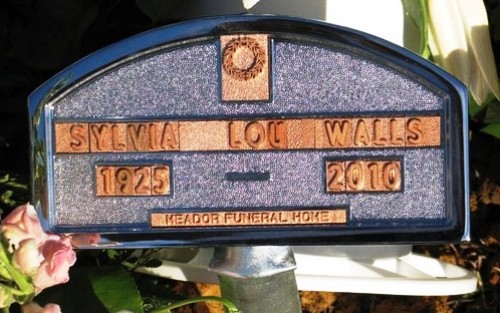 SYLVIA LOU WALLS
1925 - 2010
MEADOR FUNERAL HOME